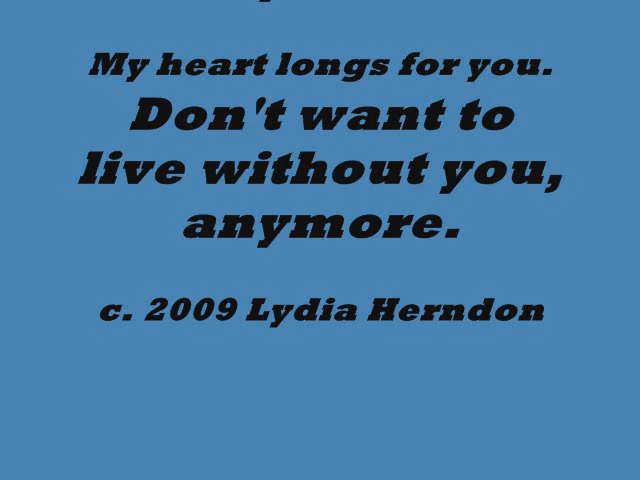 My heart longs for you.
Don't want to
live without you,
anymore.
c. 2009 Lydia Herndon